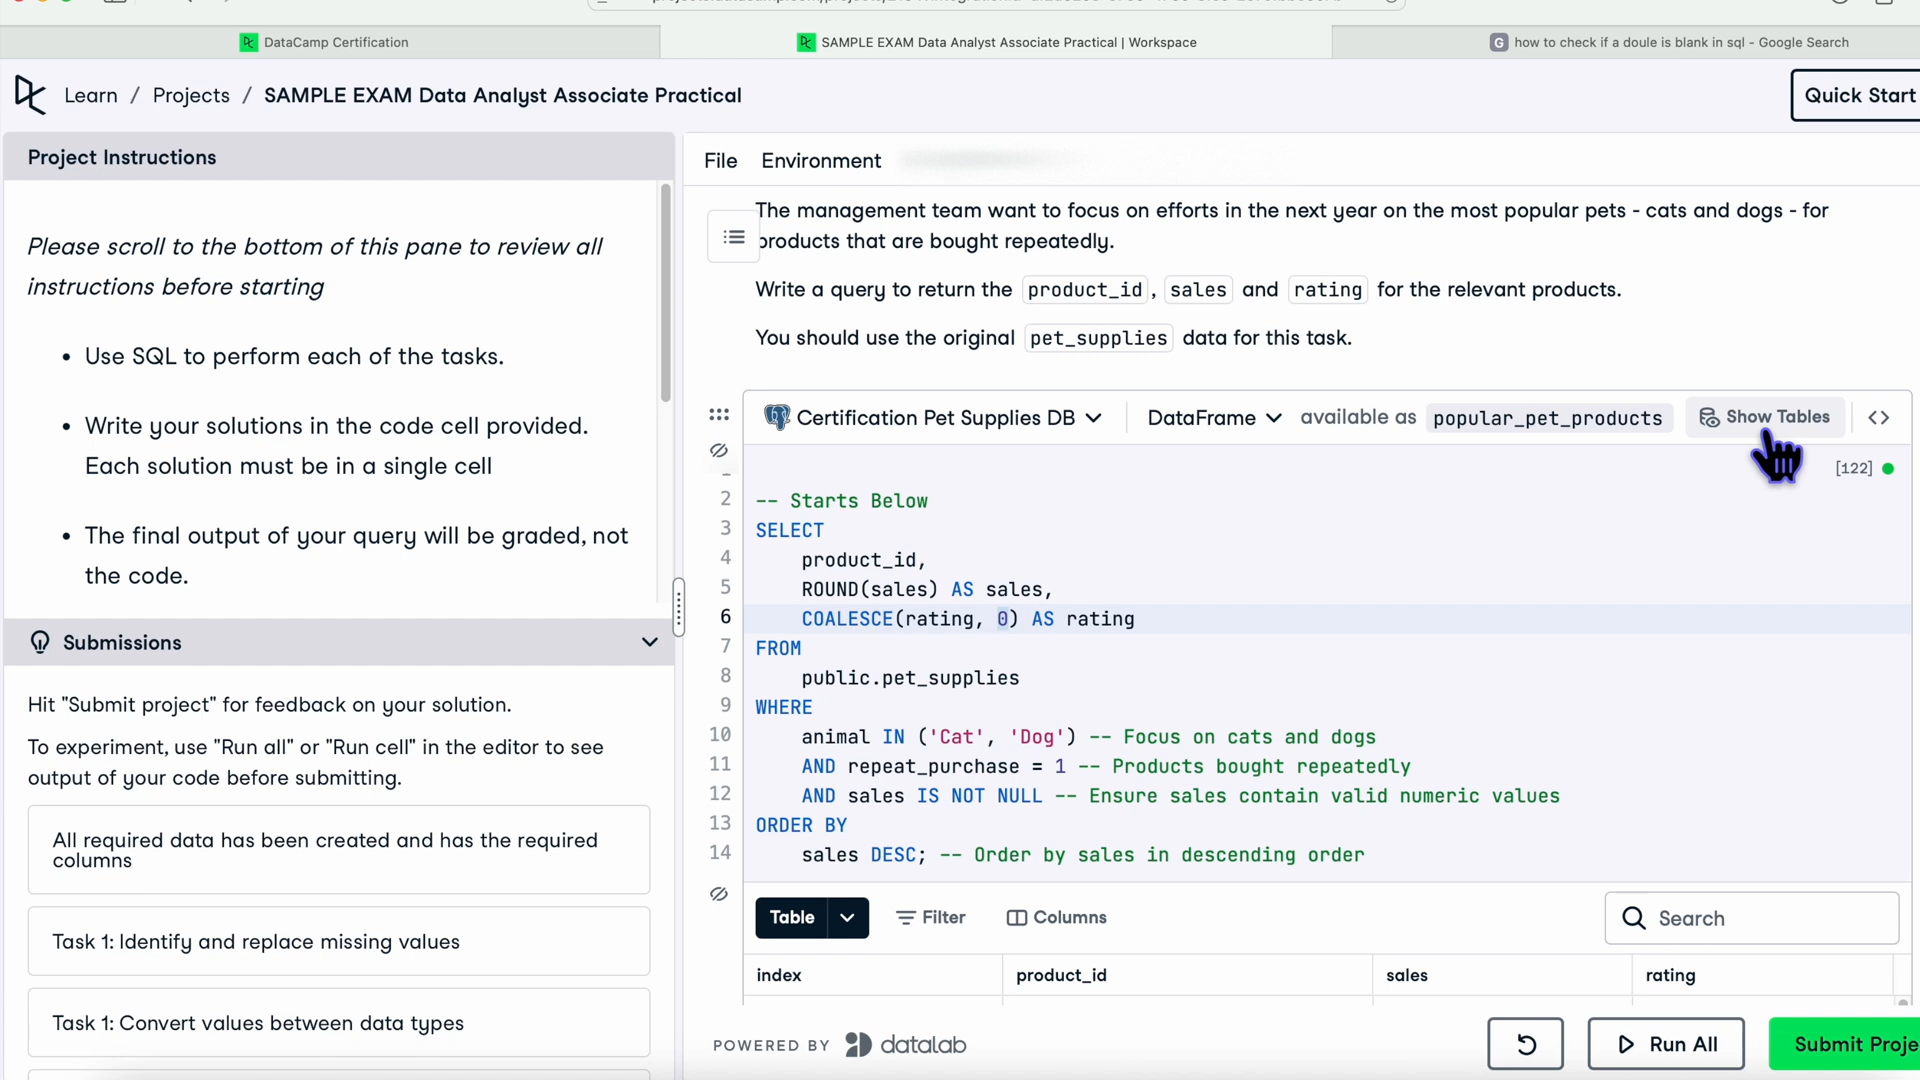 DataCamp Certification
SAMPLE EXAM Data Analyst Associate Practical | Workspace
G how to check if a doule is blank in sql - Google Search
Learn / Projects / SAMPLE EXAM Data Analyst Associate Practical
Quick Start
Project Instructions
Please scroll to the bottom of this pane to review all
instructions before starting
• Use SQL to perform each of the tasks.
• Write your solutions in the code cell provided.
Each solution must be in a single cell
• The final output of your query will be graded, not
the code.
Submissions
Hit "Submit project" for feedback on your solution.
To experiment, use "Run all" or "Run cell" in the editor to see
output of your code before submitting.
All required data has been created and has the required
columns
Task 1: Identify and replace missing values
Task 1: Convert values between data types
File Environment
The management team want to focus on efforts in the next year on the most popular pets - cats and dogs - for
products that are bought repeatedly.
Write a query to return the product_id, sales and rating for the relevant products.
You should use the original pet_supplies data for this task.
Certification Pet Supplies DB DataFrame available as popular_pet_products Show Tables <>
[122]
2 -- Starts Below
3 SELECT
4 product_id,
5 ROUND(sales) AS sales,
6 COALESCE(rating, 0) AS rating
7 FROM
8 public.pet_supplies
9 WHERE
10 animal IN ('Cat', 'Dog') -- Focus on cats and dogs
11 AND repeat_purchase = 1 -- Products bought repeatedly
12 AND sales IS NOT NULL -- Ensure sales contain valid numeric values
13 ORDER BY
14 sales DESC; -- Order by sales in descending order
Table Filter Columns Search
index product_id sales rating
POWERED BY datalab
Run All
Submit Proje